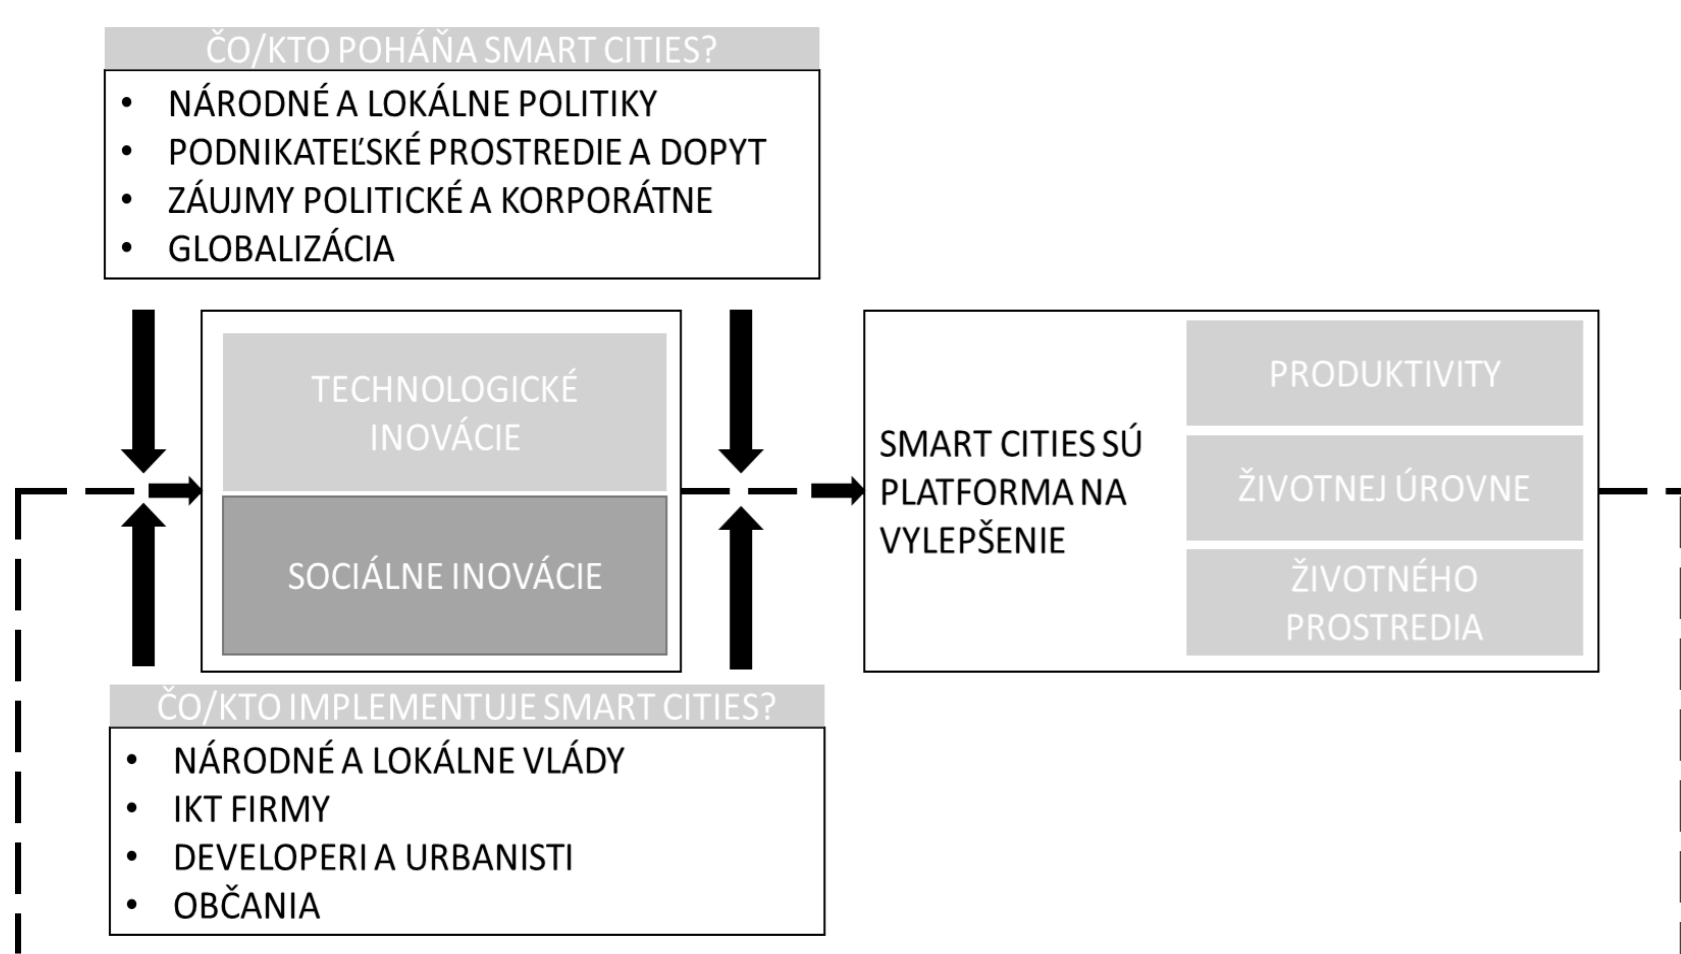 ČO/KTO POHÁŇA SMART CITIES?
• NÁRODNÉ A LOKÁLNE POLITIKY
• PODNIKATEĽSKÉ PROSTREDIE A DOPYT
• ZÁUJMY POLITICKÉ A KORPORÁTNE
• GLOBALIZÁCIA
TECHNOLOGICKÉ
INOVÁCIE
SOCIÁLNE INOVÁCIE
SMART CITIES SÚ
PLATFORMA NA
VYLEPŠENIE
PRODUKTIVITY
ŽIVOTNEJ ÚROVNE
ŽIVOTNÉHO
PROSTREDIA
ČO/KTO IMPLEMENTUJE SMART CITIES?
• NÁRODNÉ A LOKÁLNE VLÁDY
• IKT FIRMY
• DEVELOPERI A URBANISTI
• OBČANIA